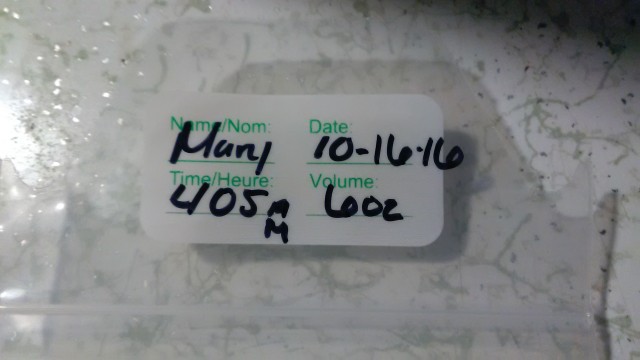 Name/Nom: Date:
Mary 10-16-16
Time/Heure: Volume:
405 AM 6oz